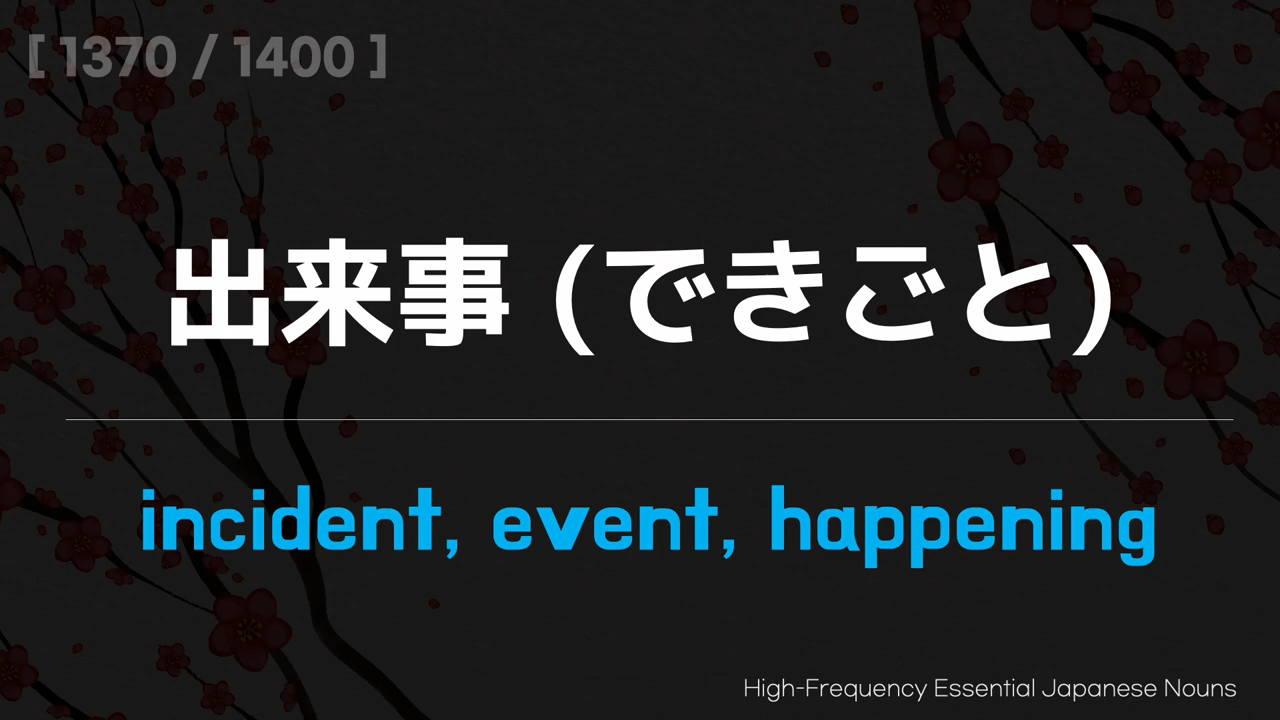 [ 1370 / 1400 ]
出来事 (できごと)
incident, event, happening
High-Frequency Essential Japanese Nouns